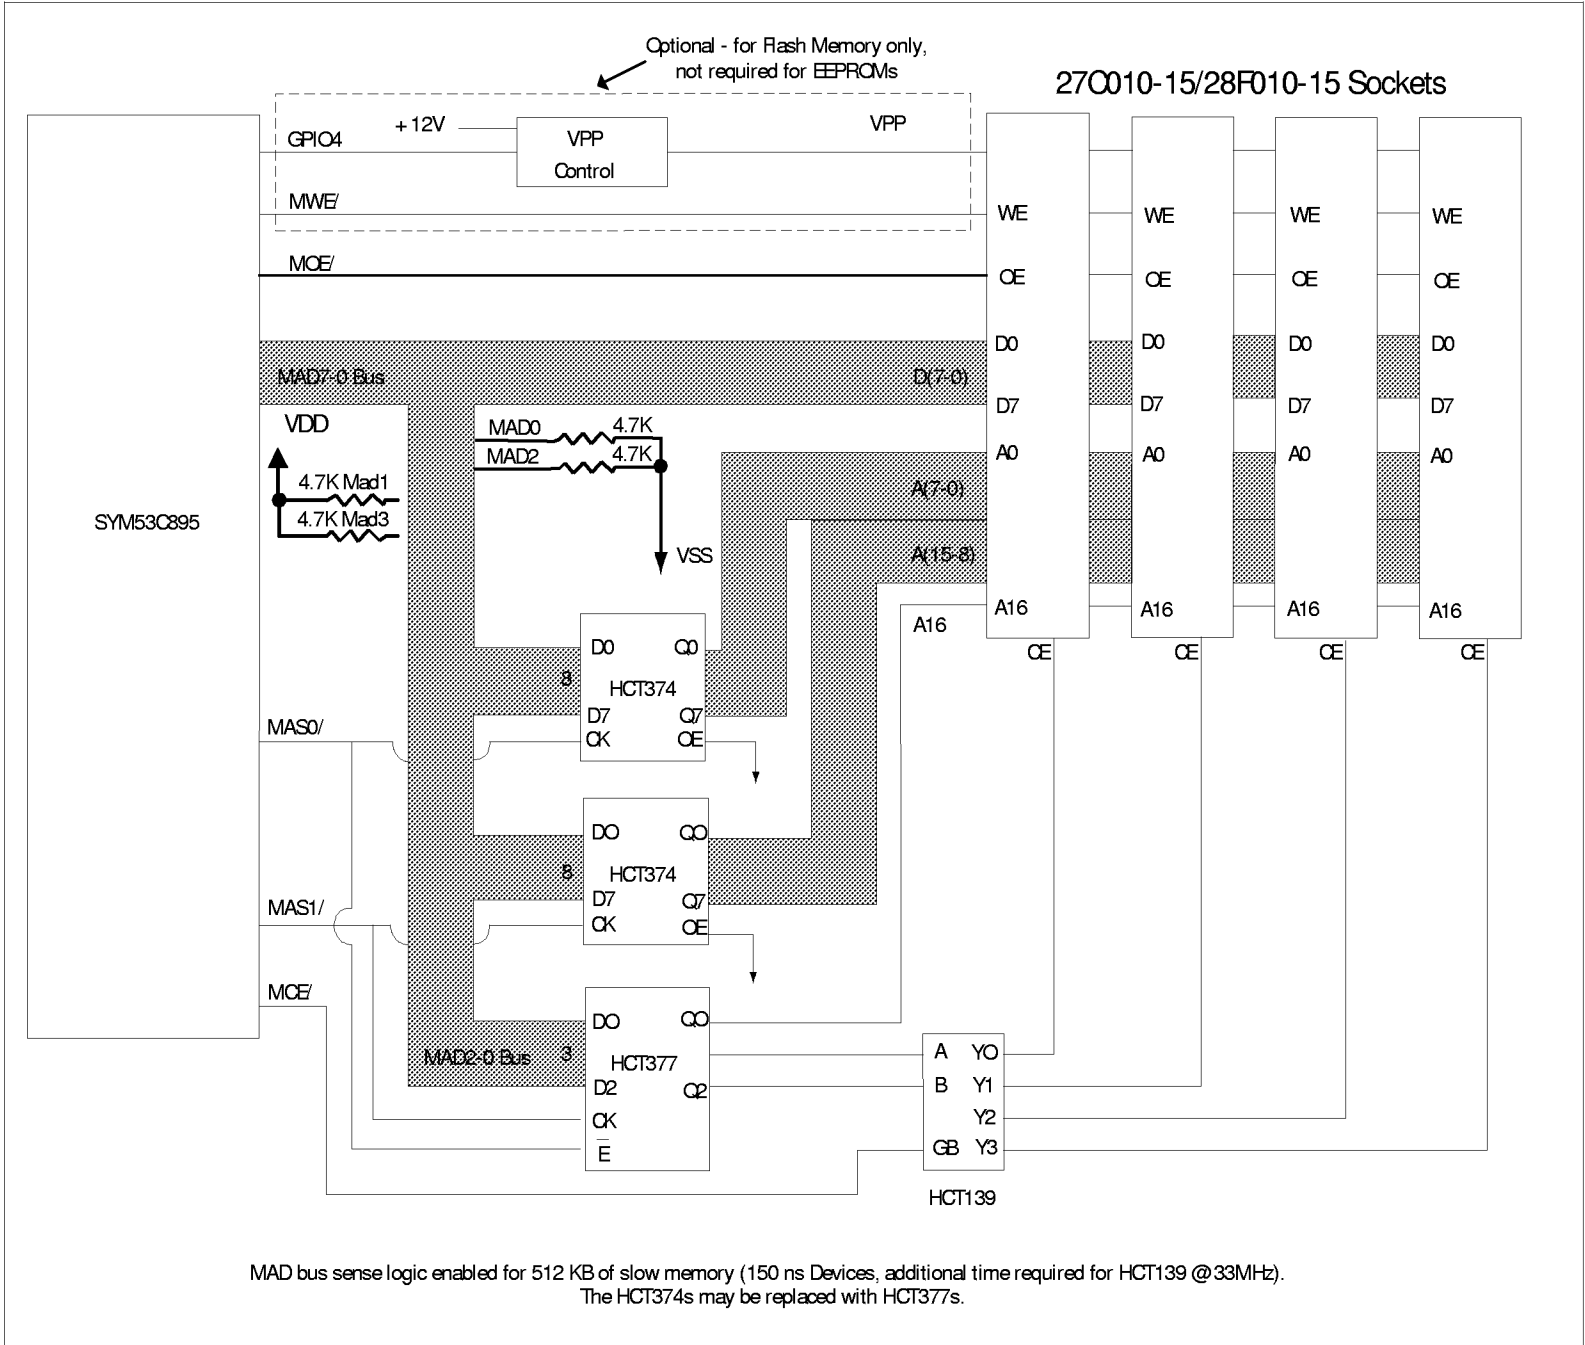 Optional - for Flash Memory only,
not required for EEPROMs
27C010-15/28F010-15 Sockets
GPIO4
+ 12V
VPP
Control
VPP
MWE/
WE
WE
WE
WE
MOE/
OE
OE
OE
OE
MAD7-0 Bus
D(7-0)
D0
D0
D0
D0
D7
D7
D7
D7
VDD
MAD0
4.7K
MAD2
4.7K
4.7K Mad1
4.7K Mad3
VSS
SYM53C895
A(7-0)
A(15-8)
A0
A0
A0
A0
A16
A16
A16
A16
A16
CE
CE
CE
CE
D0
Q0
8
HCT374
D7
Q7
CK
OE
MAS0/
DO
QO
8
HCT374
D7
Q7
CK
OE
MAS1/
MCE/
DO
QO
MAD2-0 Bus
3
HCT377
D2
Q2
CK
E
A
YO
B
Y1
Y2
GB
Y3
HCT139
MAD bus sense logic enabled for 512 KB of slow memory (150 ns Devices, additional time required for HCT139 @ 33MHz).
The HCT374s may be replaced with HCT377s.